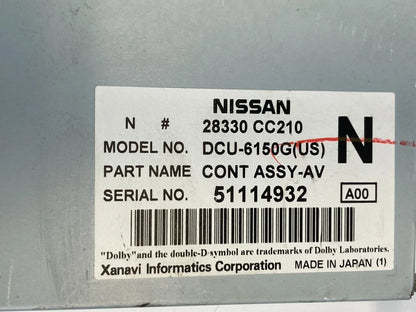 NISSAN
N # 28330 CC210
MODEL NO. DCU-6150G(US) N
PART NAME CONT ASSY-AV
SERIAL NO. 51114932 A00
"Dolby"and the double-D symbol are trademarks of Dolby Laboratories.
Xanavi Informatics Corporation MADE IN JAPAN (1)